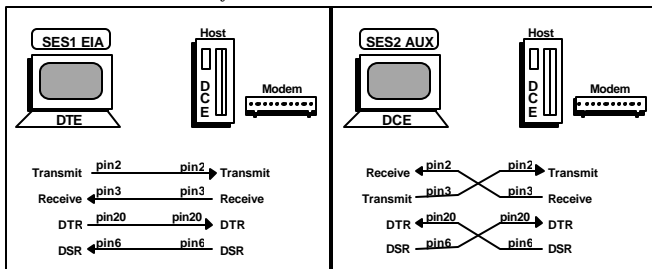 SES1 EIA
Host
DCE
Modem
DTE
Transmit pin2 pin2 Transmit
Receive pin3 pin3 Receive
DTR pin20 pin20 DTR
DSR pin6 pin6 DSR
SES2 AUX
Host
DCE
Modem
DCE
Receive pin2 pin2 Transmit
Transmit pin3 pin3 Receive
DTR pin20 pin20 DTR
DSR pin6 pin6 DSR